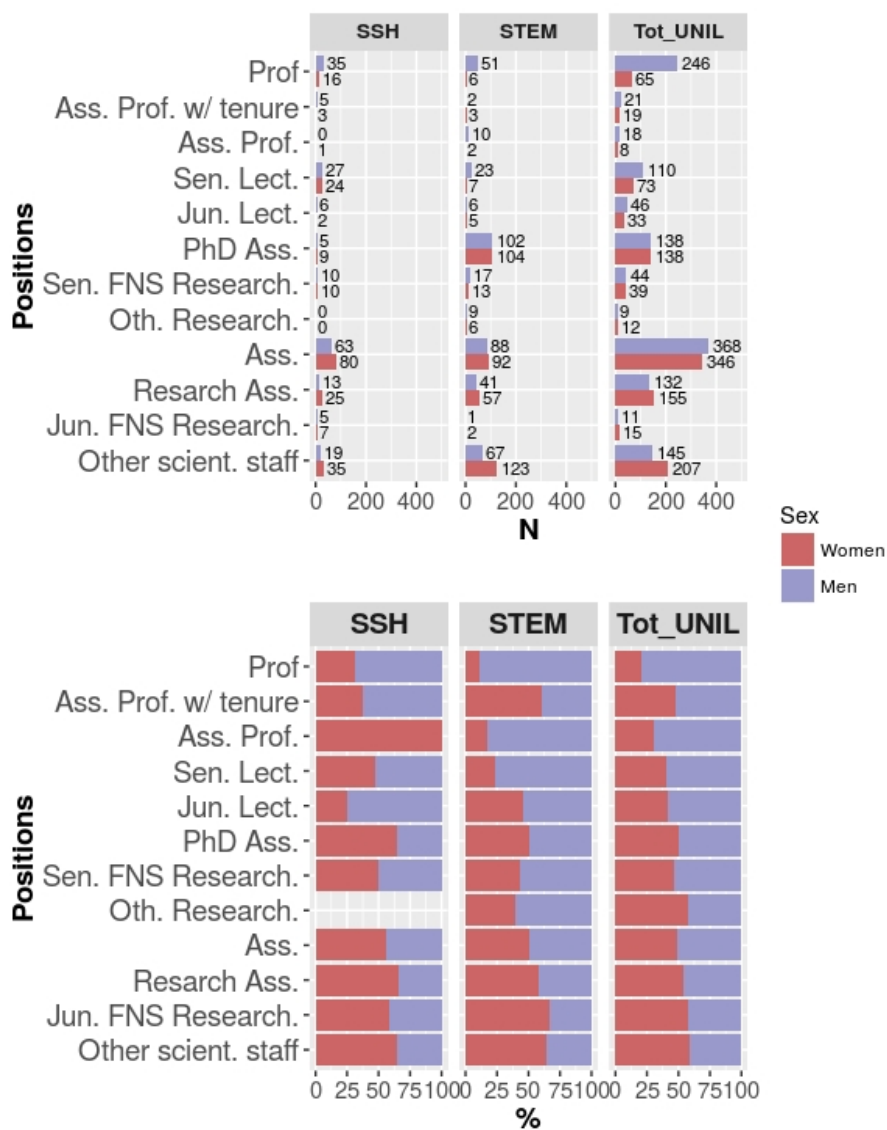 SSH STEM Tot_UNIL
Prof 35 51 246
16 6 65
Ass. Prof. w/ tenure 5 2 21
3 3 19
Ass. Prof. 0 10 18
1 2 8
Sen. Lect. 27 23 110
24 7 73
Jun. Lect. 6 6 46
2 5 33
PhD Ass. 5 102 138
9 104 138
Sen. FNS Research. 10 17 44
10 13 39
Oth. Research. 0 9 9
0 6 12
Ass. 63 88 368
80 92 346
Resarch Ass. 13 41 132
25 57 155
Jun. FNS Research. 5 1 11
7 2 15
Other scient. staff 19 67 145
35 123 207
0 200 400 0 200 400 0 200 400
N
Positions
Sex
Women
Men
SSH STEM Tot_UNIL
Prof
Ass. Prof. w/ tenure
Ass. Prof.
Sen. Lect.
Jun. Lect.
PhD Ass.
Sen. FNS Research.
Oth. Research.
Ass.
Resarch Ass.
Jun. FNS Research.
Other scient. staff
0 25 50 75 100 0 25 50 75 100 0 25 50 75 100
%
Positions